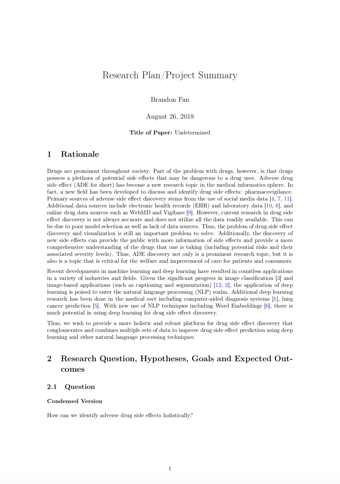 Research Plan/Project Summary
Brandon Fan
August 26, 2018
Title of Paper: Undetermined
1 Rationale
Drugs are prominent throughout society. Part of the problem with drugs, however, is that drugs
possess a plethora of potential side effects that may be dangerous to a drug user. Adverse drug
side effect (ADE for short) has become a new research topic in the medical informatics sphere. In
fact, a new field has been developed to discuss and identify drug side effects: pharmacovigilance.
Primary sources of adverse side effect discovery stems from the use of social media data [4, 7, 11].
Additional data sources include electronic health records (EHR) and laboratory data [10, 8], and
online drug data sources such as WebMD and Vigibase [9]. However, current research in drug side
effect discovery is not always accurate and does not utilize all the data readily available. This can
be due to poor model selection as well as lack of data sources. Thus, the problem of drug side effect
discovery and visualization is still an important problem to solve. Additionally, the discovery of
new side effects can provide the public with more information of side effects and provide a more
comprehensive understanding of the drugs that one is taking (including potential risks and their
associated severity levels). Thus, ADE discovery not only is a prominent research topic, but it is
also is a topic that is critical for the welfare and improvement of care for patients and consumers.
Recent developments in machine learning and deep learning have resulted in countless applications
in a variety of industries and fields. Given the significant progress in image classification [3] and
image-based applications (such as captioning and segmentation) [12, 2], the application of deep
learning is poised to enter the natural language processing (NLP) realm. Additional deep learning
research has been done in the medical sect including computer-aided diagnosis systems [1], lung
cancer prediction [5]. With new use of NLP techniques including Word Embeddings [6], there is
much potential in using deep learning for drug side effect discovery.
Thus, we wish to provide a more holistic and robust platform for drug side effect discovery that
conglomerates and combines multiple sets of data to improve drug side effect prediction using deep
learning and other natural language processing techniques.
2 Research Question, Hypotheses, Goals and Expected Out-
comes
2.1 Question
Condensed Version
How can we identify adverse drug side effects holistically?
1